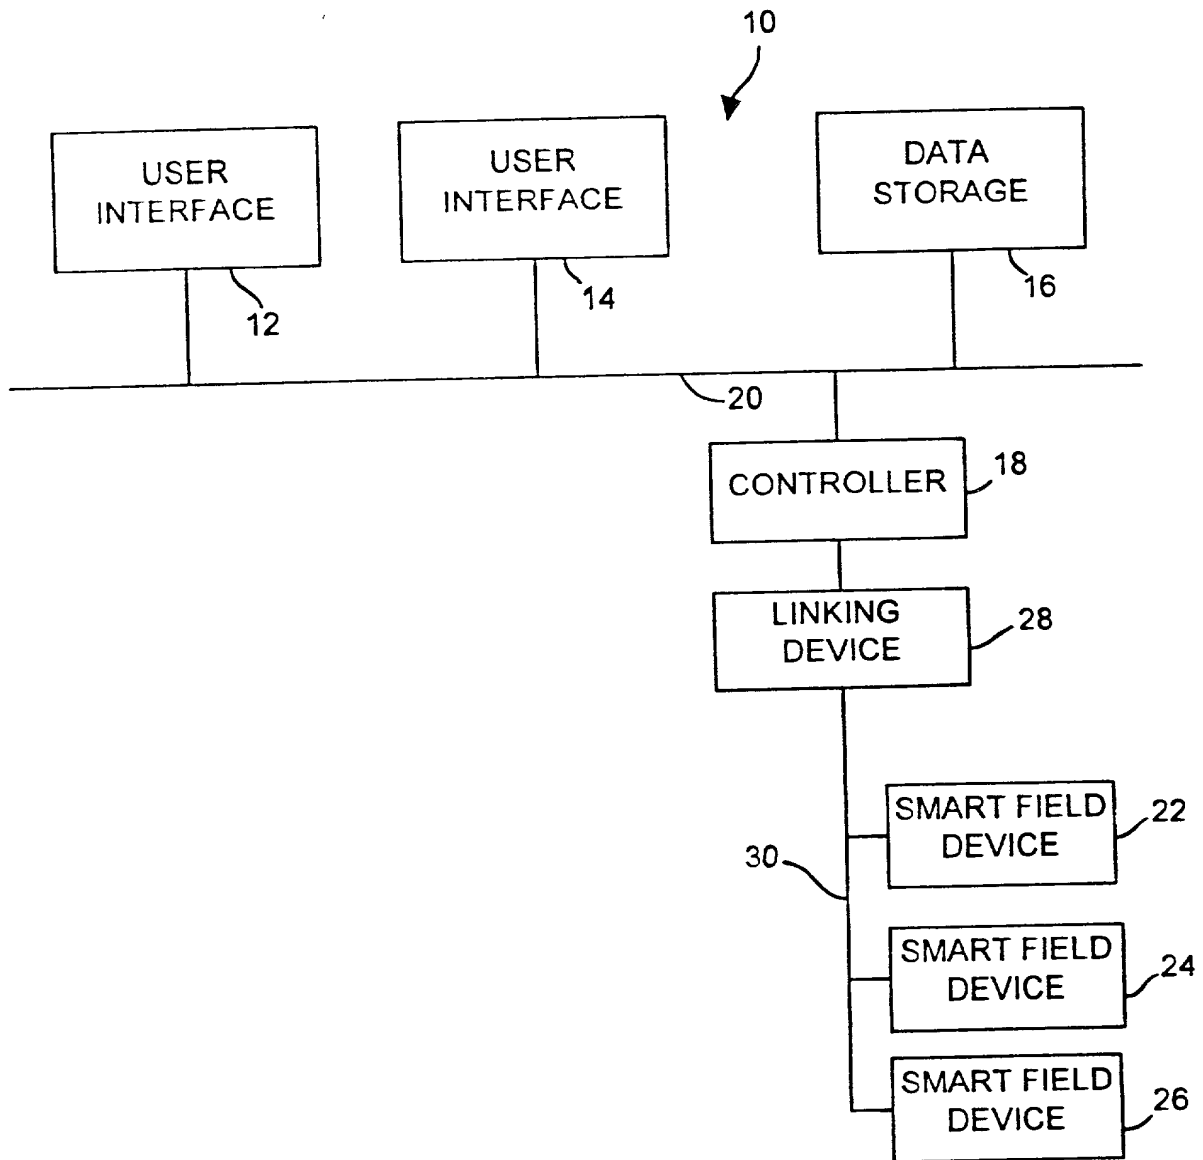 10
USER
INTERFACE
12
USER
INTERFACE
14
DATA
STORAGE
16
20
CONTROLLER
18
LINKING
DEVICE
28
30
SMART FIELD
DEVICE
22
SMART FIELD
DEVICE
24
SMART FIELD
DEVICE
26